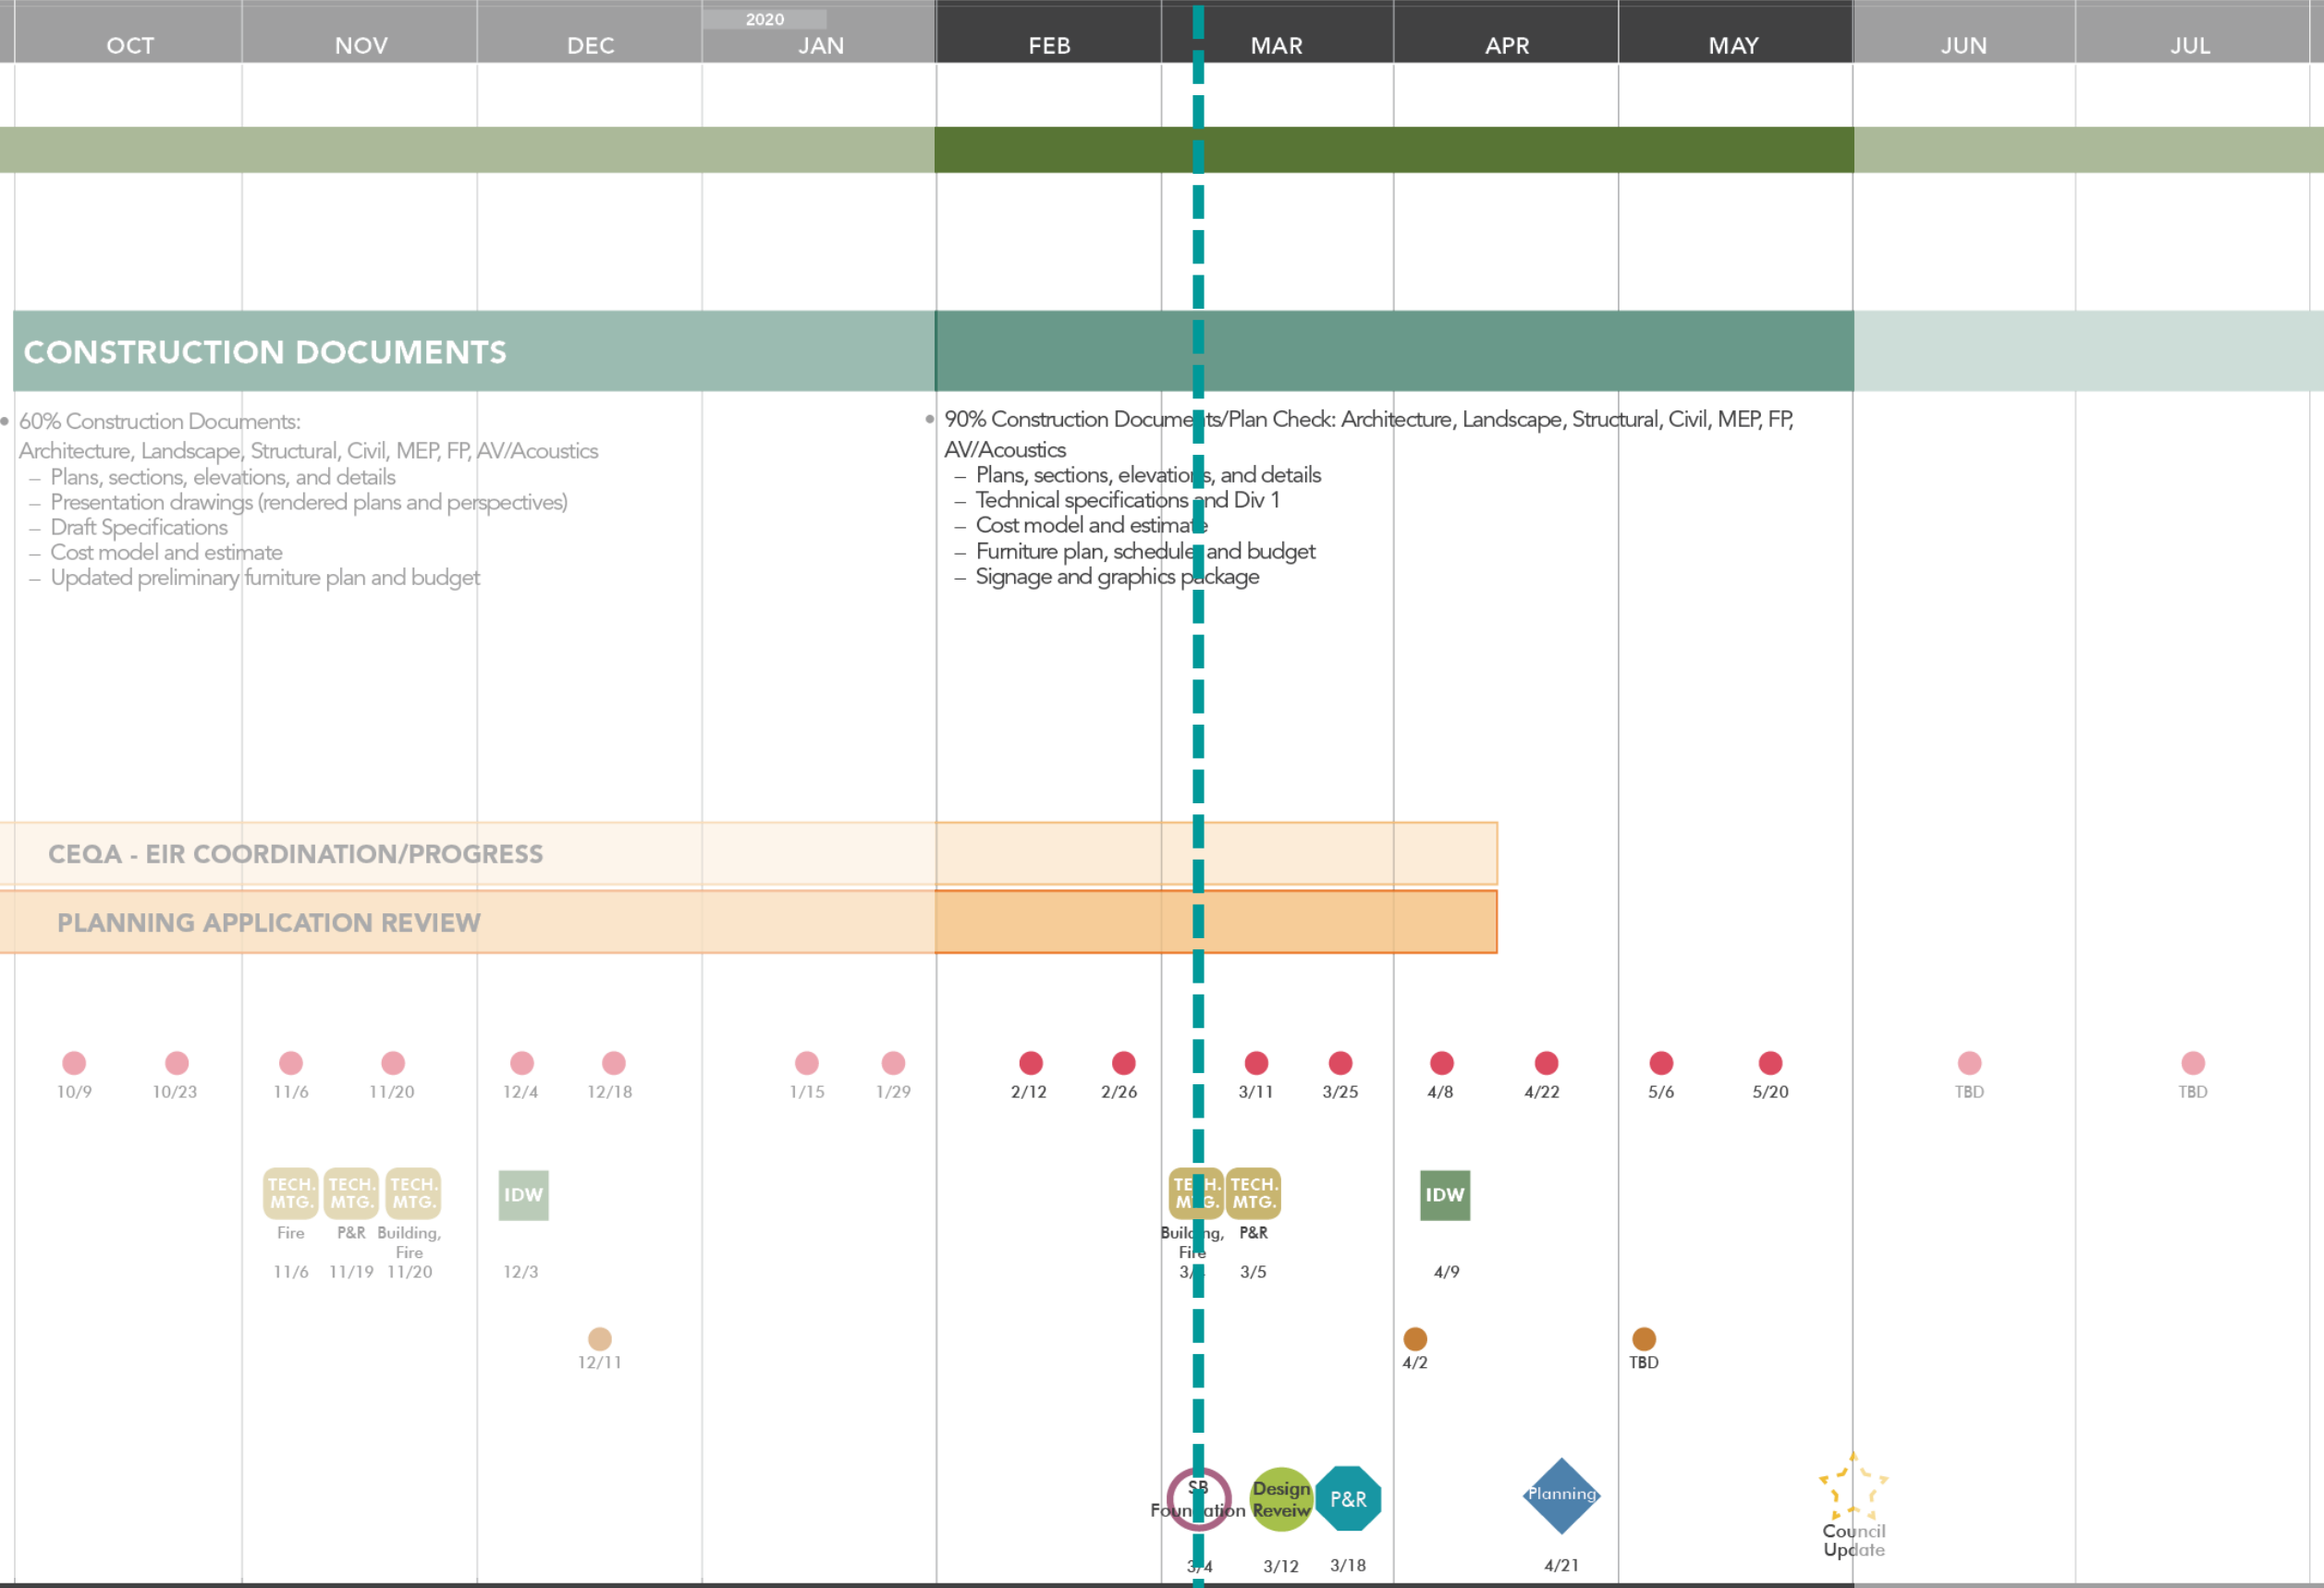 2020
OCT NOV DEC JAN FEB MAR APR MAY JUN JUL
CONSTRUCTION DOCUMENTS
• 60% Construction Documents:
Architecture, Landscape, Structural, Civil, MEP, FP, AV/Acoustics
– Plans, sections, elevations, and details
– Presentation drawings (rendered plans and perspectives)
– Draft Specifications
– Cost model and estimate
– Updated preliminary furniture plan and budget
• 90% Construction Documents/Plan Check: Architecture, Landscape, Structural, Civil, MEP, FP,
AV/Acoustics
– Plans, sections, elevations, and details
– Technical specifications and Div 1
– Cost model and estimate
– Furniture plan, schedule, and budget
– Signage and graphics package
CEQA - EIR COORDINATION/PROGRESS
PLANNING APPLICATION REVIEW
10/9 10/23 11/6 11/20 12/4 12/18 1/15 1/29 2/12 2/26 3/11 3/25 4/8 4/22 5/6 5/20 TBD TBD
TECH.
MTG.
Fire
11/6
TECH.
MTG.
P&R
11/19
TECH.
MTG.
Building,
Fire
11/20
IDW
12/3
TECH.
MTG.
Building,
Fire
TECH.
MTG.
P&R
3/5
IDW
4/9
12/11 4/2 TBD
SB
Foundation
3/4
Design
Reveiw
3/12
P&R
3/18
Planning
4/21
Council
Update